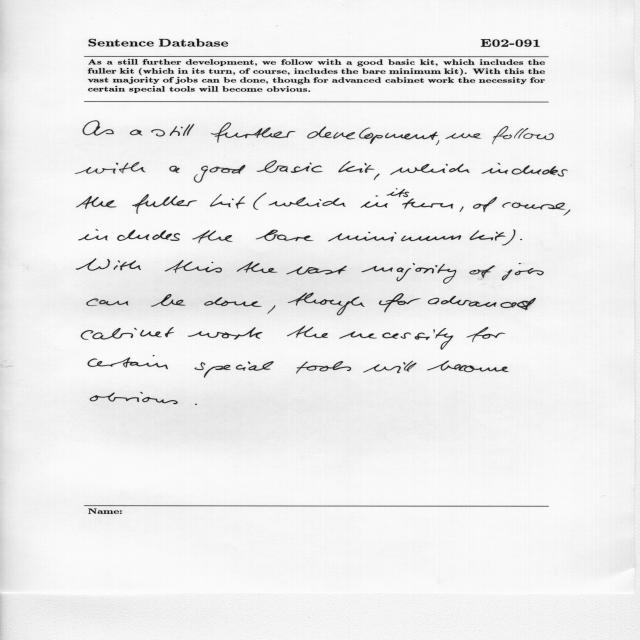 Sentence Database E02-091
As a still further development, we follow with a good basic kit, which includes the
fuller kit (which in its turn, of course, includes the bare minimum kit). With this the
vast majority of jobs can be done, though for advanced cabinet work the necessity for
certain special tools will become obvious.
As a still further development, we follow
with a good basic kit, which includes
the fuller kit (which in its turn, of course,
includes the bare minimum kit).
With this the vast majority of jobs
can be done, though for advanced
cabinet work the necessity for
certain special tools will become
obvious.
Name: